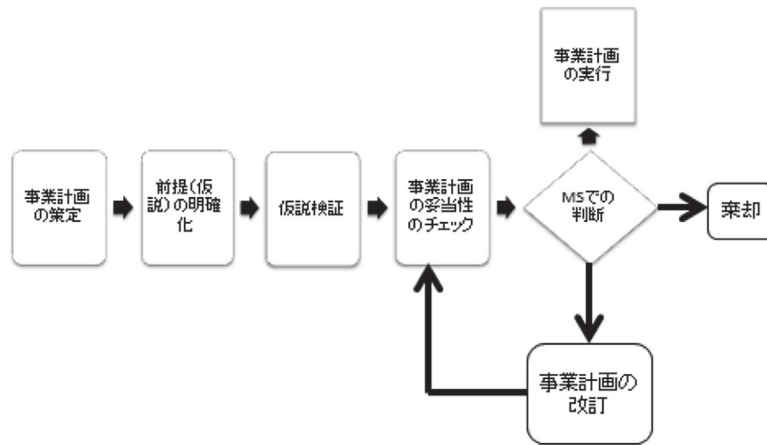 事業計画
の実行
事業計画
の策定
前提(仮
説)の明確
化
仮説検証
事業計画
の妥当性
のチェック
MSでの
判断
棄却
事業計画の
改訂